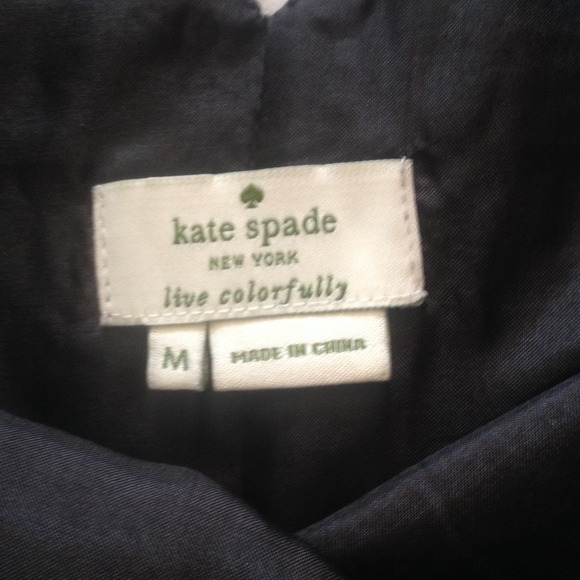 kate spade
NEW YORK
live colorfully
M
MADE IN CHINA